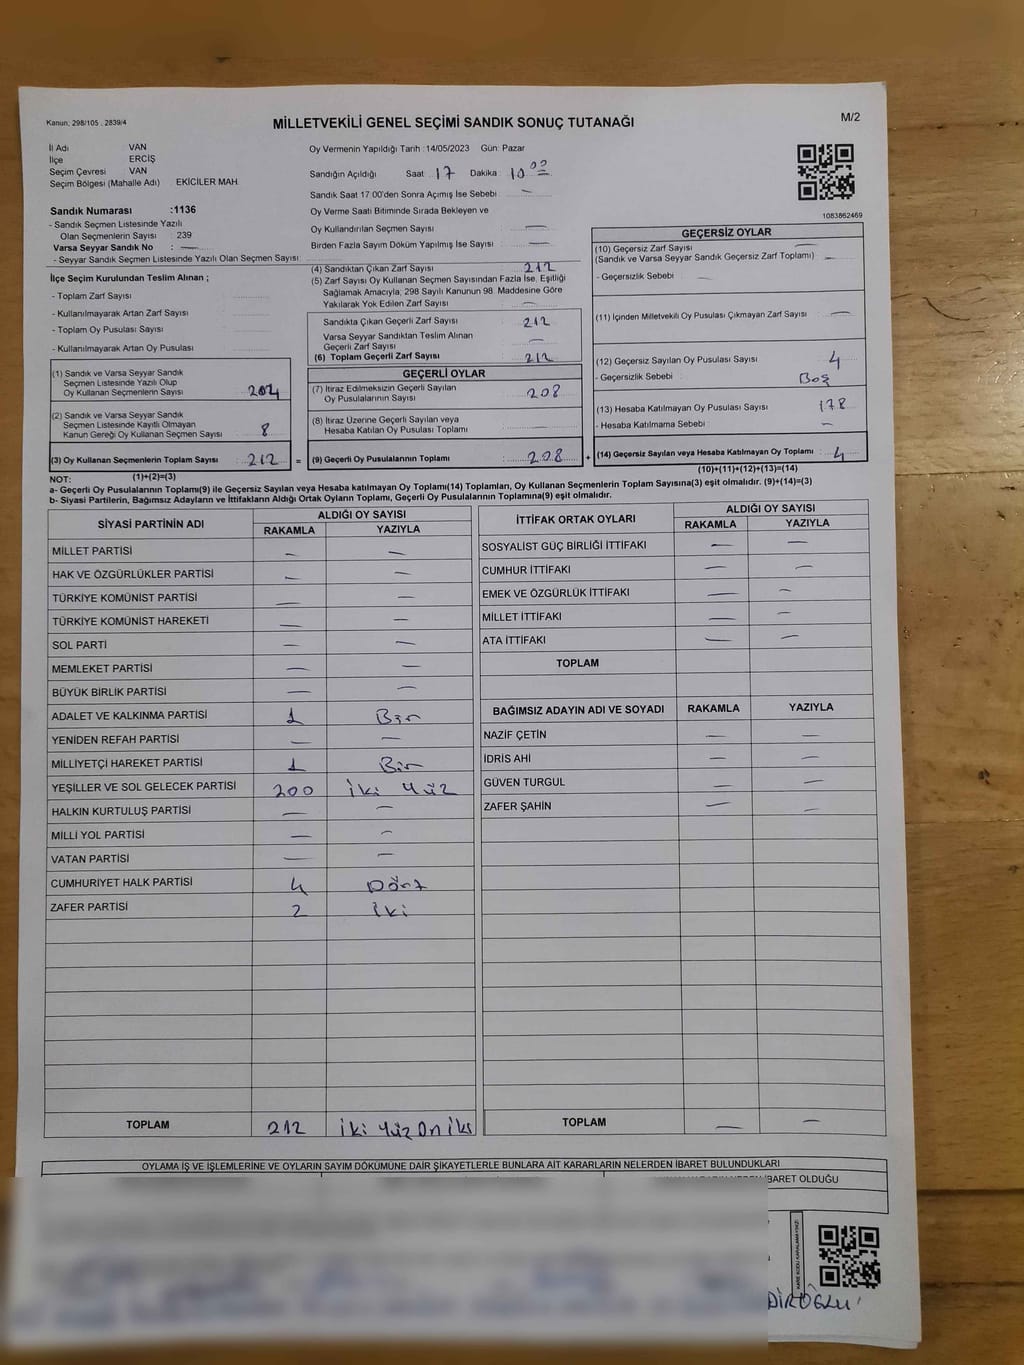 Kanun: 298/105 . 2839/4
MİLLETVEKİLİ GENEL SEÇİMİ SANDIK SONUÇ TUTANAĞI
M/2
İl Adı VAN
İlçe ERCİŞ
Seçim Çevresi VAN
Seçim Bölgesi (Mahalle Adı) EKİCİLER MAH.
Oy Vermenin Yapıldığı Tarih :14/05/2023 Gün: Pazar
Sandığın Açıldığı Saat 17 Dakika: 10
Sandık Saat 17.00'den Sonra Açımış İse Sebebi : —
Sandık Numarası :1136
- Sandık Seçmen Listesinde Yazılı
Olan Seçmenlerin Sayısı : 239
Varsa Seyyar Sandık No : —
- Seyyar Sandık Seçmen Listesinde Yazılı Olan Seçmen Sayısı:
Oy Verme Saati Bitiminde Sırada Bekleyen ve
Oy Kullandırılan Seçmen Sayısı : —
Birden Fazla Sayım Döküm Yapılmış İse Sayısı : —
1083862469
İlçe Seçim Kurulundan Teslim Alınan ;
- Toplam Zarf Sayısı :
- Kullanılmayarak Artan Zarf Sayısı :
- Toplam Oy Pusulası Sayısı :
- Kullanılmayarak Artan Oy Pusulası :
(4) Sandıktan Çıkan Zarf Sayısı : 212
(5) Zarf Sayısı Oy Kullanan Seçmen Sayısından Fazla İse, Eşitliği
Sağlamak Amacıyla; 298 Sayılı Kanunun 98. Maddesine Göre
Yakılarak Yok Edilen Zarf Sayısı : —
Sandıkta Çıkan Geçerli Zarf Sayısı : 212
Varsa Seyyar Sandıktan Teslim Alınan
Geçerli Zarf Sayısı : —
(6) Toplam Geçerli Zarf Sayısı : 212
GEÇERSİZ OYLAR
(10) Geçersiz Zarf Sayısı : —
(Sandık ve Varsa Seyyar Sandık Geçersiz Zarf Toplamı) —
- Geçersizlik Sebebi : —
(11) İçinden Milletvekili Oy Pusulası Çıkmayan Zarf Sayısı : —
(12) Geçersiz Sayılan Oy Pusulası Sayısı : 4
- Geçersizlik Sebebi : Boş
(13) Hesaba Katılmayan Oy Pusulası Sayısı : 178
- Hesaba Katılmama Sebebi : —
(14) Geçersiz Sayılan veya Hesaba Katılmayan Oy Toplamı : 4
(10)+(11)+(12)+(13)=(14)
(1) Sandık ve Varsa Seyyar Sandık
Seçmen Listesinde Yazılı Olup
Oy Kullanan Seçmenlerin Sayısı : 204
(2) Sandık ve Varsa Seyyar Sandık
Seçmen Listesinde Kayıtlı Olmayan
Kanun Gereği Oy Kullanan Seçmen Sayısı : 8
(3) Oy Kullanan Seçmenlerin Toplam Sayısı : 212 =
GEÇERLİ OYLAR
(7) İtiraz Edilmeksizin Geçerli Sayılan
Oy Pusulalarının Sayısı : 208
(8) İtiraz Üzerine Geçerli Sayılan veya
Hesaba Katılan Oy Pusulası Toplamı : —
(9) Geçerli Oy Pusulalarının Toplamı : 208 +
NOT: (1)+(2)=(3)
a- Geçerli Oy Pusulalarının Toplamı(9) ile Geçersiz Sayılan veya Hesaba Katılmayan Oy Toplamı(14) Toplamları, Oy Kullanan Seçmenlerin Toplam Sayısına(3) eşit olmalıdır. (9)+(14)=(3)
b- Siyasi Partilerin, Bağımsız Adayların ve İttifakların Aldığı Ortak Oyların Toplamı, Geçerli Oy Pusulalarının Toplamına(9) eşit olmalıdır.
SİYASİ PARTİNİN ADI ALDIĞI OY SAYISI
RAKAMLA YAZIYLA
MİLLET PARTİSİ — —
HAK VE ÖZGÜRLÜKLER PARTİSİ — —
TÜRKİYE KOMÜNİST PARTİSİ — —
TÜRKİYE KOMÜNİST HAREKETİ — —
SOL PARTİ — —
MEMLEKET PARTİSİ — —
BÜYÜK BİRLİK PARTİSİ — —
ADALET VE KALKINMA PARTİSİ 1 Bir
YENİDEN REFAH PARTİSİ — —
MİLLİYETÇİ HAREKET PARTİSİ 1 Bir
YEŞİLLER VE SOL GELECEK PARTİSİ 200 İki Yüz
HALKIN KURTULUŞ PARTİSİ — —
MİLLİ YOL PARTİSİ — —
VATAN PARTİSİ — —
CUMHURİYET HALK PARTİSİ 4 Dört
ZAFER PARTİSİ 2 İki
TOPLAM 212 İki Yüz On İki
İTTİFAK ORTAK OYLARI ALDIĞI OY SAYISI
RAKAMLA YAZIYLA
SOSYALİST GÜÇ BİRLİĞİ İTTİFAKI — —
CUMHUR İTTİFAKI — —
EMEK VE ÖZGÜRLÜK İTTİFAKI — —
MİLLET İTTİFAKI — —
ATA İTTİFAKI — —
TOPLAM
BAĞIMSIZ ADAYIN ADI VE SOYADI RAKAMLA YAZIYLA
NAZİF ÇETİN — —
İDRİS AHİ — —
GÜVEN TURGUL — —
ZAFER ŞAHİN — —
TOPLAM — —
OYLAMA İŞ VE İŞLEMLERİNE VE OYLARIN SAYIM DÖKÜMÜNE DAİR ŞİKAYETLERLE BUNLARA AİT KARARLARIN NELERDEN İBARET BULUNDUKLARI
İBARET OLDUĞU
KARE KODU KARALAMAYINIZ!
DİROĞLU